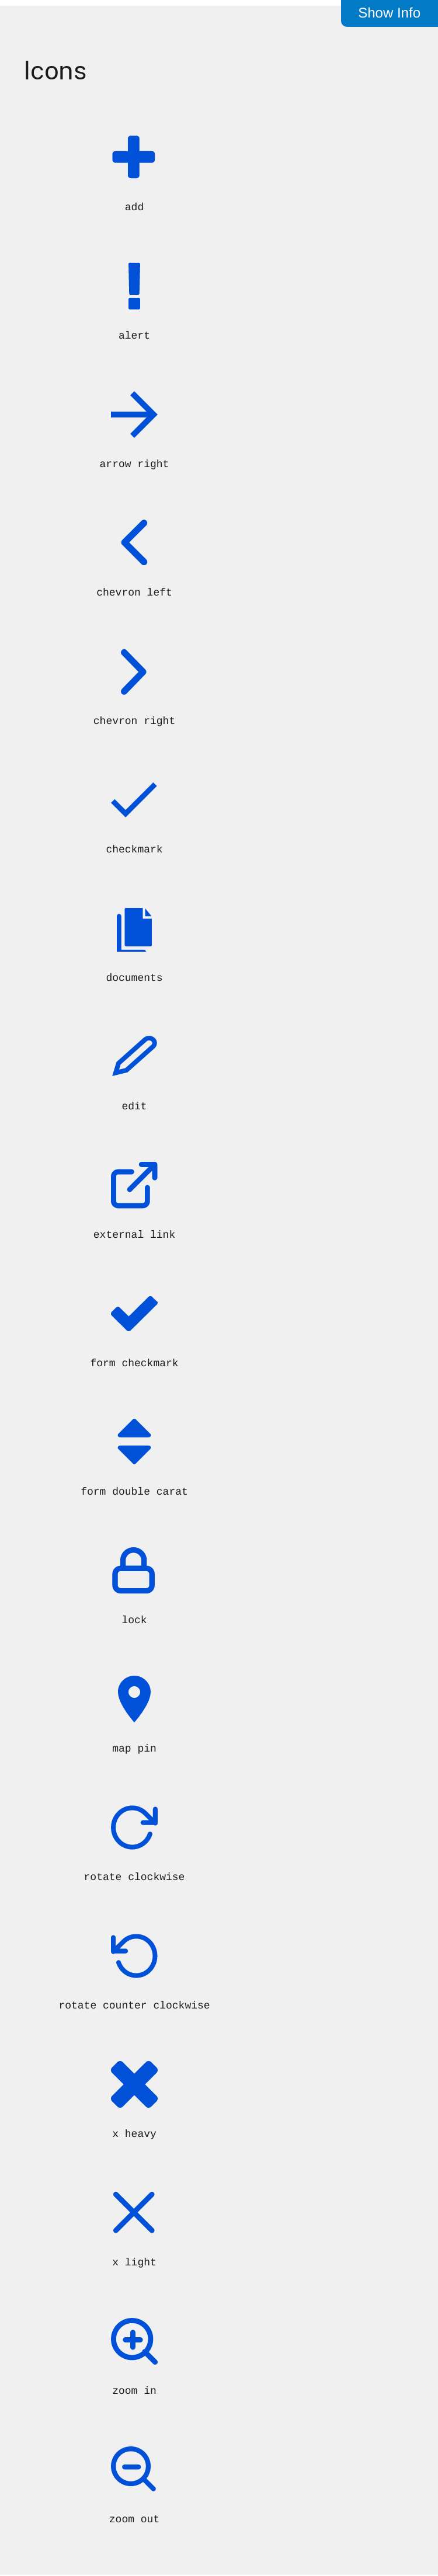 Show Info
Icons
add
alert
arrow right
chevron left
chevron right
checkmark
documents
edit
external link
form checkmark
form double carat
lock
map pin
rotate clockwise
rotate counter clockwise
x heavy
x light
zoom in
zoom out